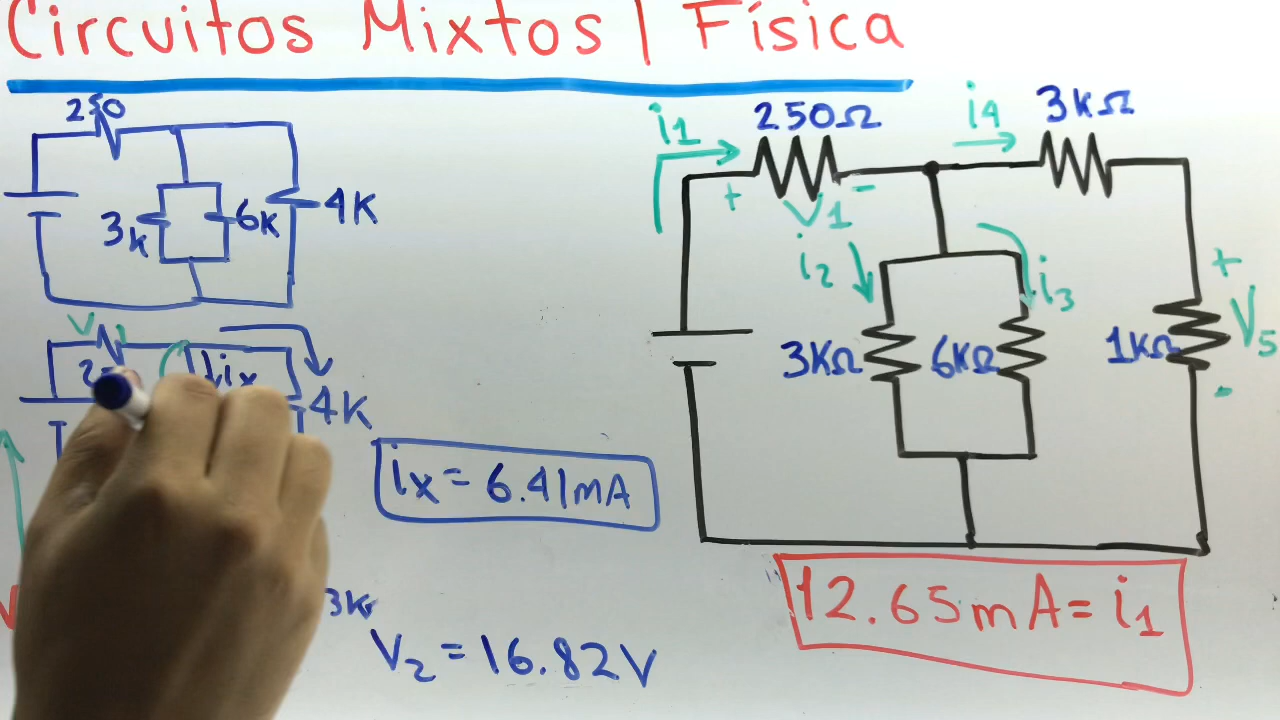 Circuitos Mixtos | Física
250
3K
6K
4K
V
ix
4K
ix = 6.41mA
3K
V2 = 16.82V
i1
250Ω
i4
3KΩ
+
V1
-
i2
i3
3KΩ
6KΩ
1KΩ
+
V5
-
12.65mA = i1